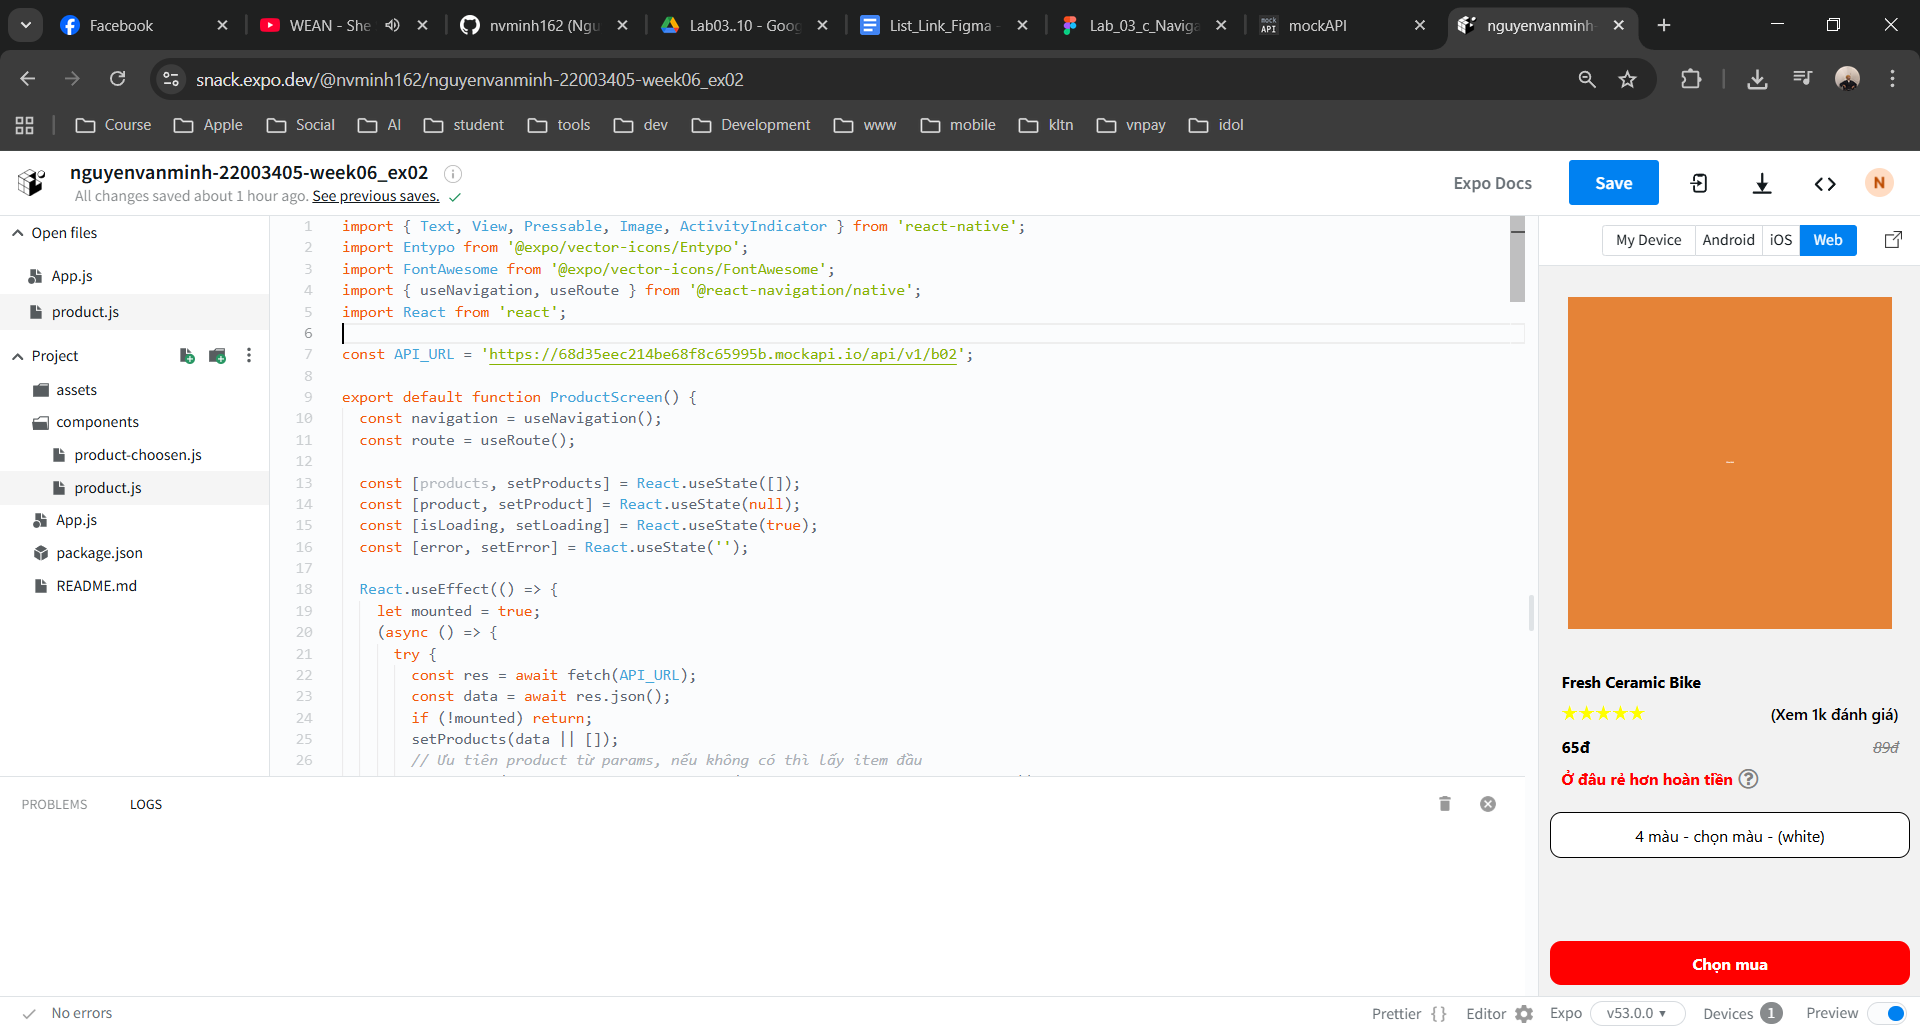 Facebook
WEAN - She
nvminh162 (Ngu
Lab03..10 - Goog
List_Link_Figma -
Lab_03_c_Naviga
mock API
mockAPI
nguyenvanminh-
snack.expo.dev/@nvminh162/nguyenvanminh-22003405-week06_ex02
Course
Apple
Social
AI
student
tools
dev
Development
www
mobile
kltn
vnpay
idol
nguyenvanminh-22003405-week06_ex02
All changes saved about 1 hour ago. See previous saves.
Expo Docs
Save
N
Open files
App.js
product.js
Project
assets
components
product-choosen.js
product.js
App.js
package.json
README.md
1 import { Text, View, Pressable, Image, ActivityIndicator } from 'react-native';
2 import Entypo from '@expo/vector-icons/Entypo';
3 import FontAwesome from '@expo/vector-icons/FontAwesome';
4 import { useNavigation, useRoute } from '@react-navigation/native';
5 import React from 'react';
6
7 const API_URL = 'https://68d35eec214be68f8c65995b.mockapi.io/api/v1/b02';
8
9 export default function ProductScreen() {
10 const navigation = useNavigation();
11 const route = useRoute();
12
13 const [products, setProducts] = React.useState([]);
14 const [product, setProduct] = React.useState(null);
15 const [isLoading, setLoading] = React.useState(true);
16 const [error, setError] = React.useState('');
17
18 React.useEffect(() => {
19 let mounted = true;
20 (async () => {
21 try {
22 const res = await fetch(API_URL);
23 const data = await res.json();
24 if (!mounted) return;
25 setProducts(data || []);
26 // Ưu tiên product từ params, nếu không có thì lấy item đầu
My Device
Android
iOS
Web
Fresh Ceramic Bike
(Xem 1k đánh giá)
65đ
89đ
Ở đâu rẻ hơn hoàn tiền
4 màu - chọn màu - (white)
Chọn mua
PROBLEMS
LOGS
No errors
Prettier { }
Editor
Expo
v53.0.0
Devices 1
Preview